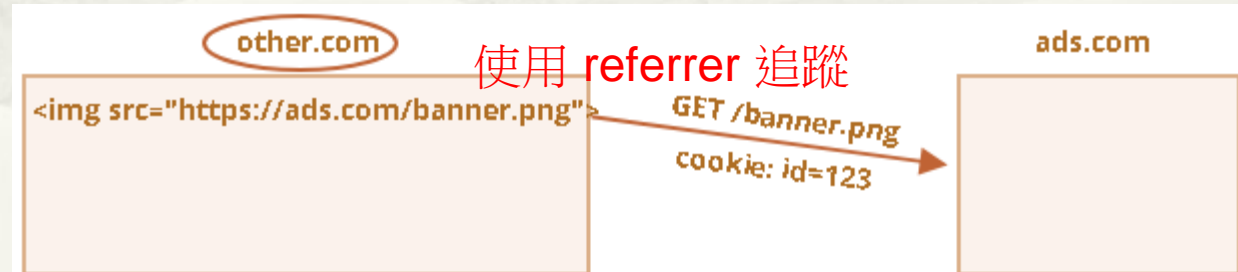 other.com
使用 referrer 追蹤
ads.com
<img src="https://ads.com/banner.png">
GET /banner.png
cookie: id=123